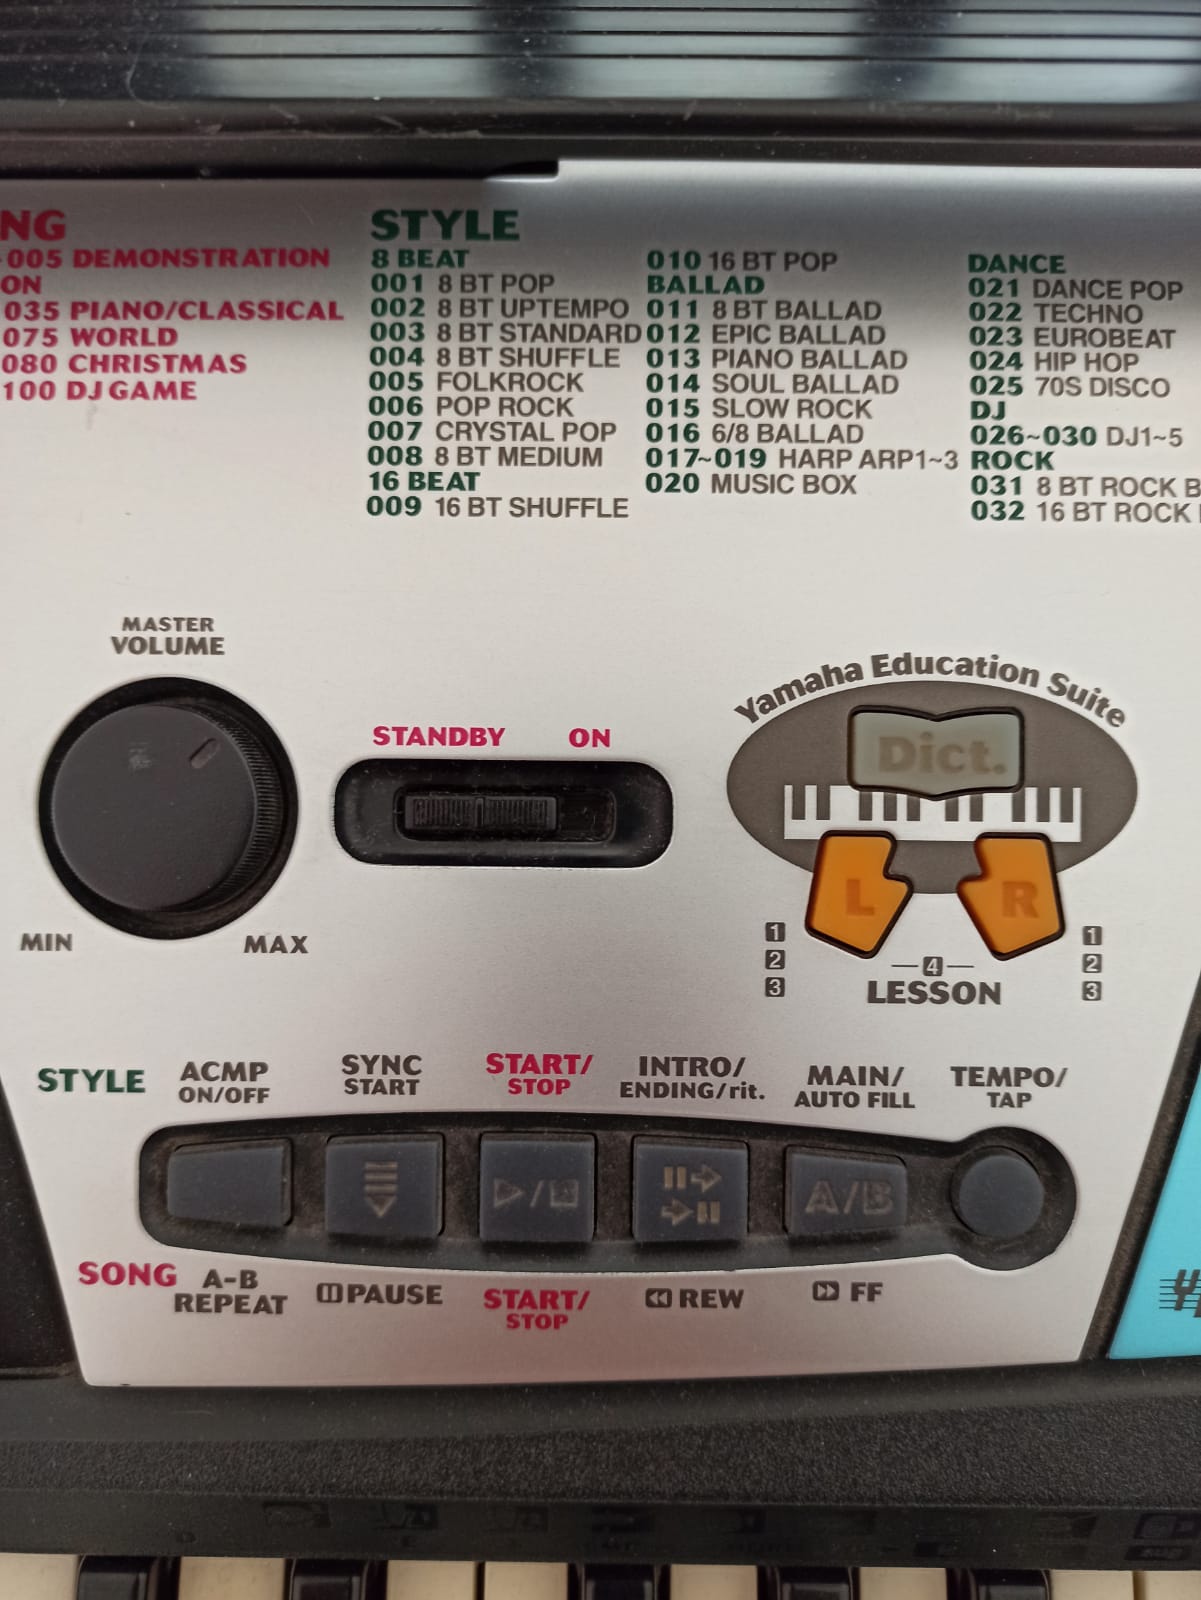 NG
005 DEMONSTRATION
ON
035 PIANO/CLASSICAL
075 WORLD
080 CHRISTMAS
100 DJ GAME
STYLE
8 BEAT
001 8 BT POP
002 8 BT UPTEMPO
003 8 BT STANDARD
004 8 BT SHUFFLE
005 FOLKROCK
006 POP ROCK
007 CRYSTAL POP
008 8 BT MEDIUM
16 BEAT
009 16 BT SHUFFLE
010 16 BT POP
BALLAD
011 8 BT BALLAD
012 EPIC BALLAD
013 PIANO BALLAD
014 SOUL BALLAD
015 SLOW ROCK
016 6/8 BALLAD
017~019 HARP ARP1~3
020 MUSIC BOX
DANCE
021 DANCE POP
022 TECHNO
023 EUROBEAT
024 HIP HOP
025 70S DISCO
DJ
026~030 DJ1~5
ROCK
031 8 BT ROCK B
032 16 BT ROCK
MASTER
VOLUME
MIN MAX
STANDBY ON
Yamaha Education Suite
Dict.
L R
1 1
2 2
3 3
4
LESSON
STYLE
ACMP
ON/OFF
SYNC
START
START/
STOP
INTRO/
ENDING/rit.
MAIN/
AUTO FILL
TEMPO/
TAP
A/B
SONG
A-B
REPEAT
PAUSE
START/
STOP
REW
FF